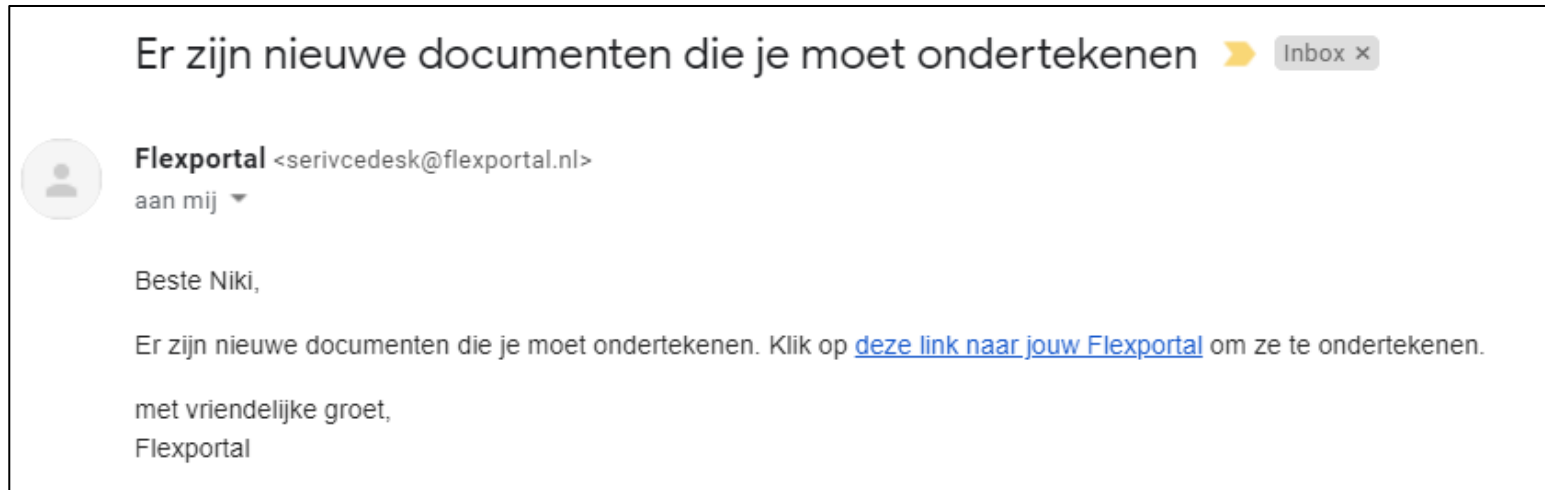 Er zijn nieuwe documenten die je moet ondertekenen Inbox ×
Flexportal <serivcedesk@flexportal.nl>
aan mij
Beste Niki,
Er zijn nieuwe documenten die je moet ondertekenen. Klik op deze link naar jouw Flexportal om ze te ondertekenen.
met vriendelijke groet,
Flexportal